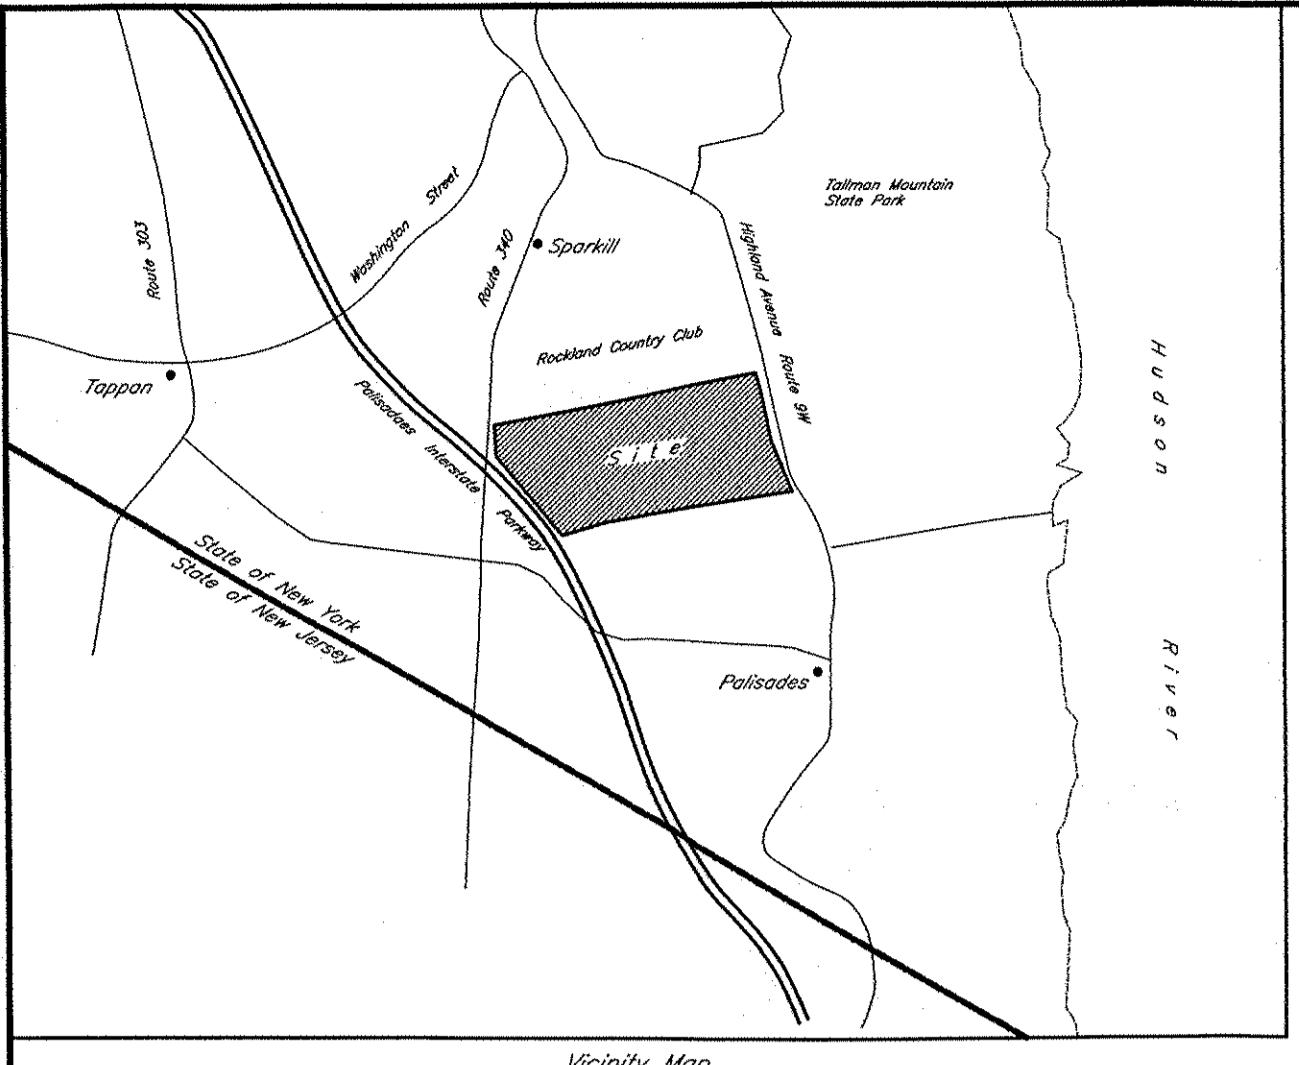 Tallman Mountain
State Park
Washington Street
Route 303
Route 340
Sparkill
Highland Avenue Route 9W
Rockland Country Club
Hudson River
Tappan
Palisadaes Interstate Parkway
Site
State of New York
State of New Jersey
Palisades
Vicinity Map